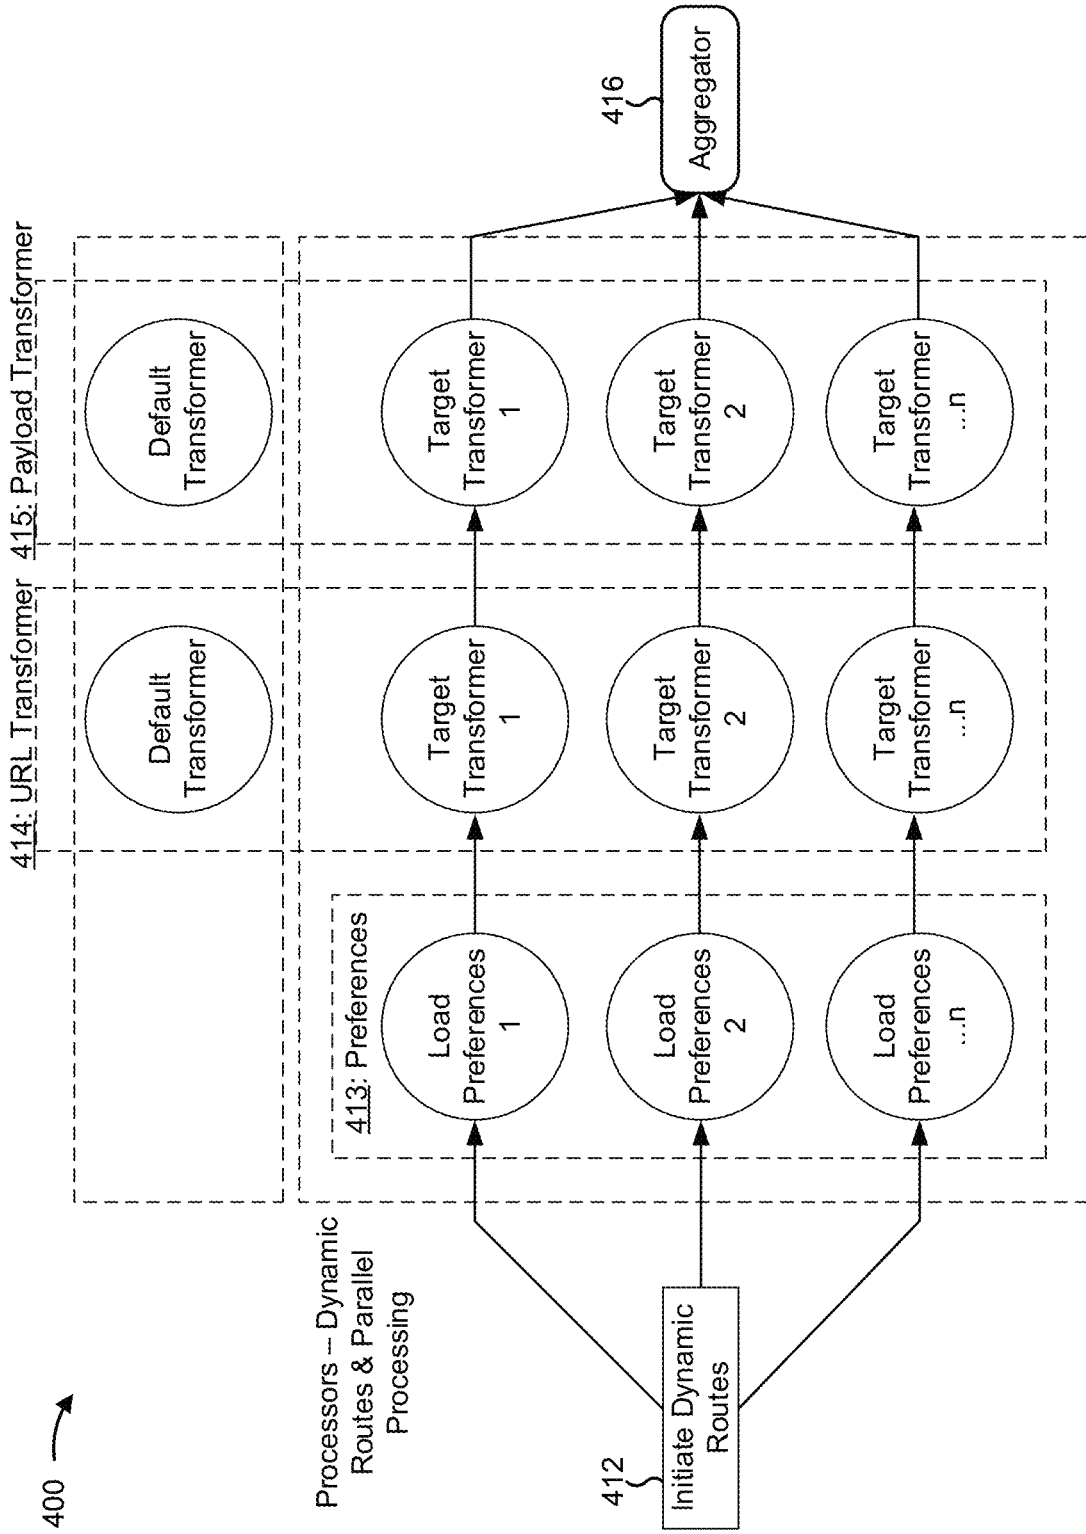 400
Processors – Dynamic
Routes & Parallel
Processing
412
Initiate Dynamic
Routes
413: Preferences
Load
Preferences
1
Load
Preferences
2
Load
Preferences
...n
414: URL Transformer
Default
Transformer
Target
Transformer
1
Target
Transformer
2
Target
Transformer
...n
415: Payload Transformer
Default
Transformer
Target
Transformer
1
Target
Transformer
2
Target
Transformer
...n
416
Aggregator